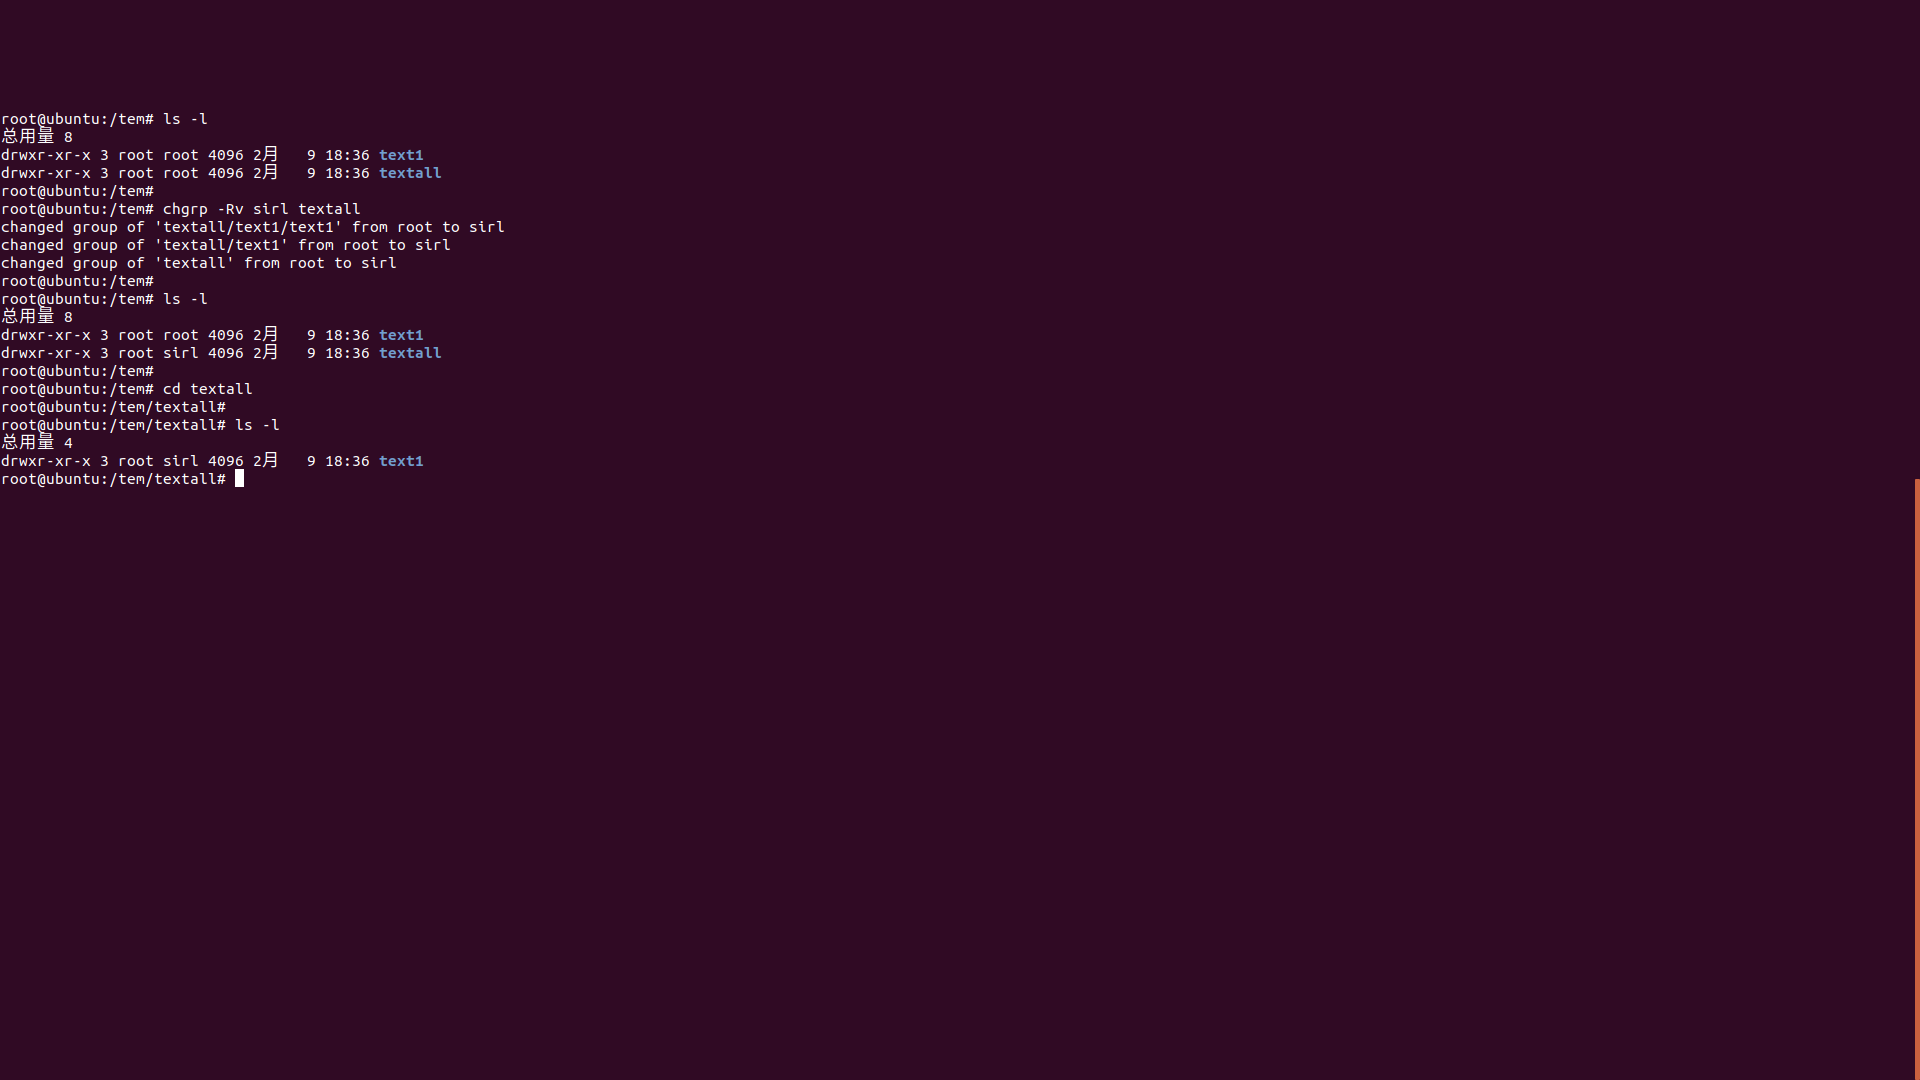 root@ubuntu:/tem# ls -l
总用量 8
drwxr-xr-x 3 root root 4096 2月   9 18:36 text1
drwxr-xr-x 3 root root 4096 2月   9 18:36 textall
root@ubuntu:/tem#
root@ubuntu:/tem# chgrp -Rv sirl textall
changed group of 'textall/text1/text1' from root to sirl
changed group of 'textall/text1' from root to sirl
changed group of 'textall' from root to sirl
root@ubuntu:/tem#
root@ubuntu:/tem# ls -l
总用量 8
drwxr-xr-x 3 root root 4096 2月   9 18:36 text1
drwxr-xr-x 3 root sirl 4096 2月   9 18:36 textall
root@ubuntu:/tem#
root@ubuntu:/tem# cd textall
root@ubuntu:/tem/textall#
root@ubuntu:/tem/textall# ls -l
总用量 4
drwxr-xr-x 3 root sirl 4096 2月   9 18:36 text1
root@ubuntu:/tem/textall#